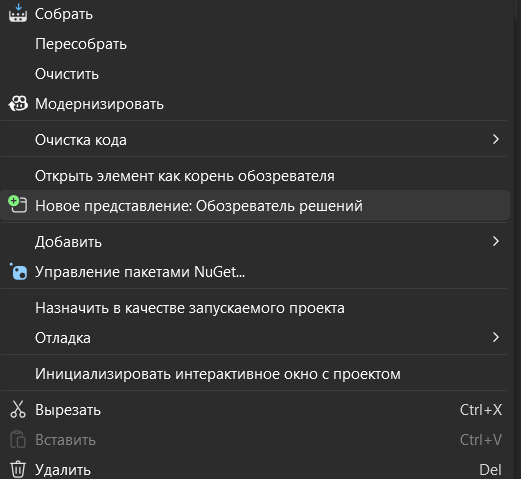 Собрать
Пересобрать
Очистить
Модернизировать
Очистка кода
Открыть элемент как корень обозревателя
Новое представление: Обозреватель решений
Добавить
Управление пакетами NuGet...
Назначить в качестве запускаемого проекта
Отладка
Инициализировать интерактивное окно с проектом
Вырезать Ctrl+X
Вставить Ctrl+V
Удалить Del